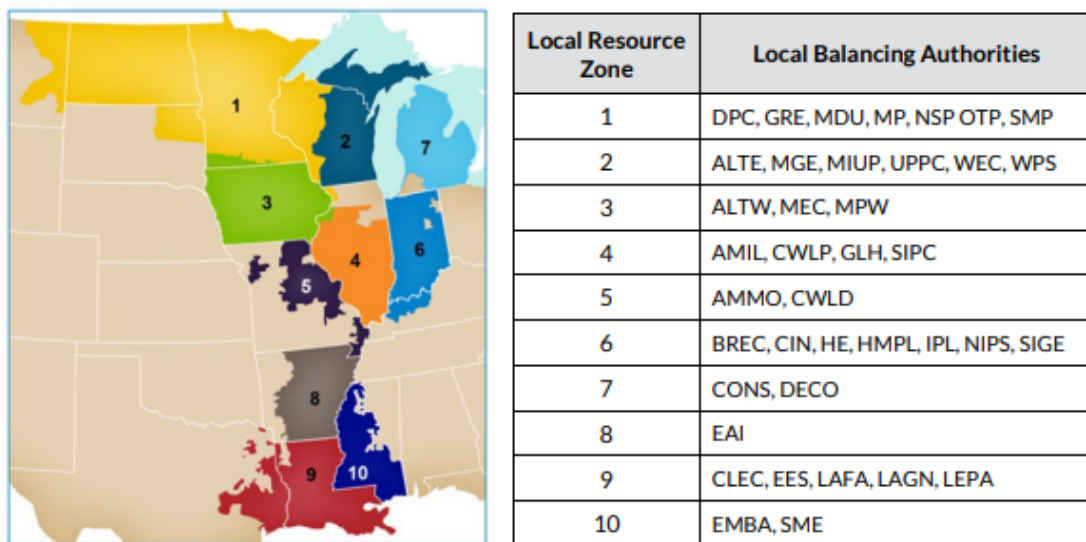 1
2
7
3
4
6
5
8
9
10
Local Resource Zone
Local Balancing Authorities
1
DPC, GRE, MDU, MP, NSP OTP, SMP
2
ALTE, MGE, MIUP, UPPC, WEC, WPS
3
ALTW, MEC, MPW
4
AMIL, CWLP, GLH, SIPC
5
AMMO, CWLD
6
BREC, CIN, HE, HMPL, IPL, NIPS, SIGE
7
CONS, DECO
8
EAI
9
CLEC, EES, LAFA, LAGN, LEPA
10
EMBA, SME